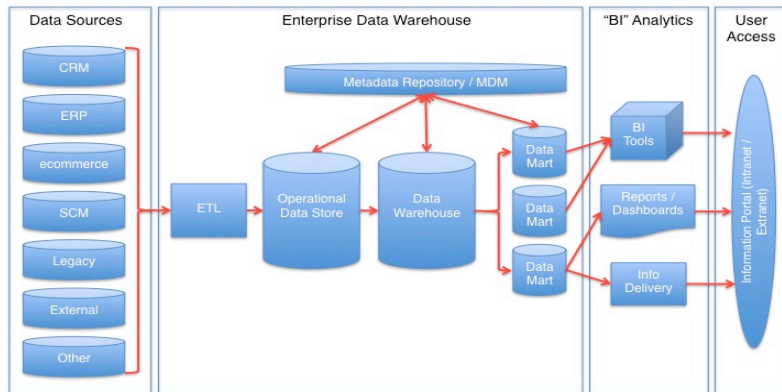 Data Sources
Enterprise Data Warehouse
“BI” Analytics
User
Access
CRM
ERP
ecommerce
SCM
Legacy
External
Other
ETL
Metadata Repository / MDM
Operational
Data Store
Data
Warehouse
Data
Mart
Data
Mart
Data
Mart
BI
Tools
Reports /
Dashboards
Info
Delivery
Information Portal (Intranet /
Extranet)